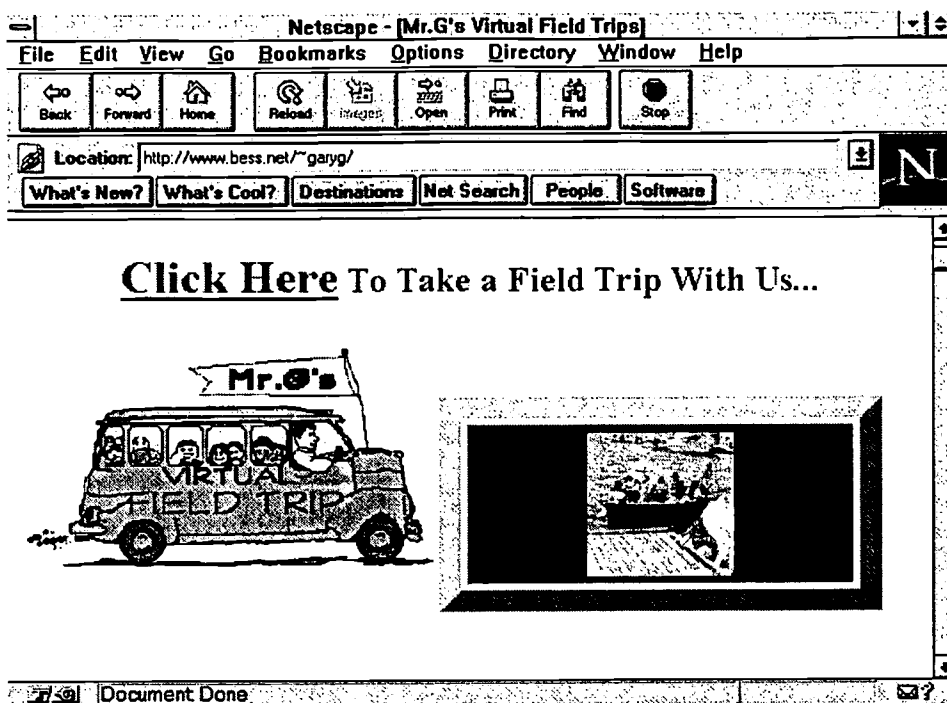 Netscape - [Mr.G's Virtual Field Trips]
File Edit View Go Bookmarks Options Directory Window Help
Back Forward Home Reload Images Open Print Find Stop
Location: http://www.bess.net/~garyg/
N
What's New? What's Cool? Destinations Net Search People Software
Click Here To Take a Field Trip With Us...
Mr.G's
VIRTUAL
FIELD TRIP
Document Done
?